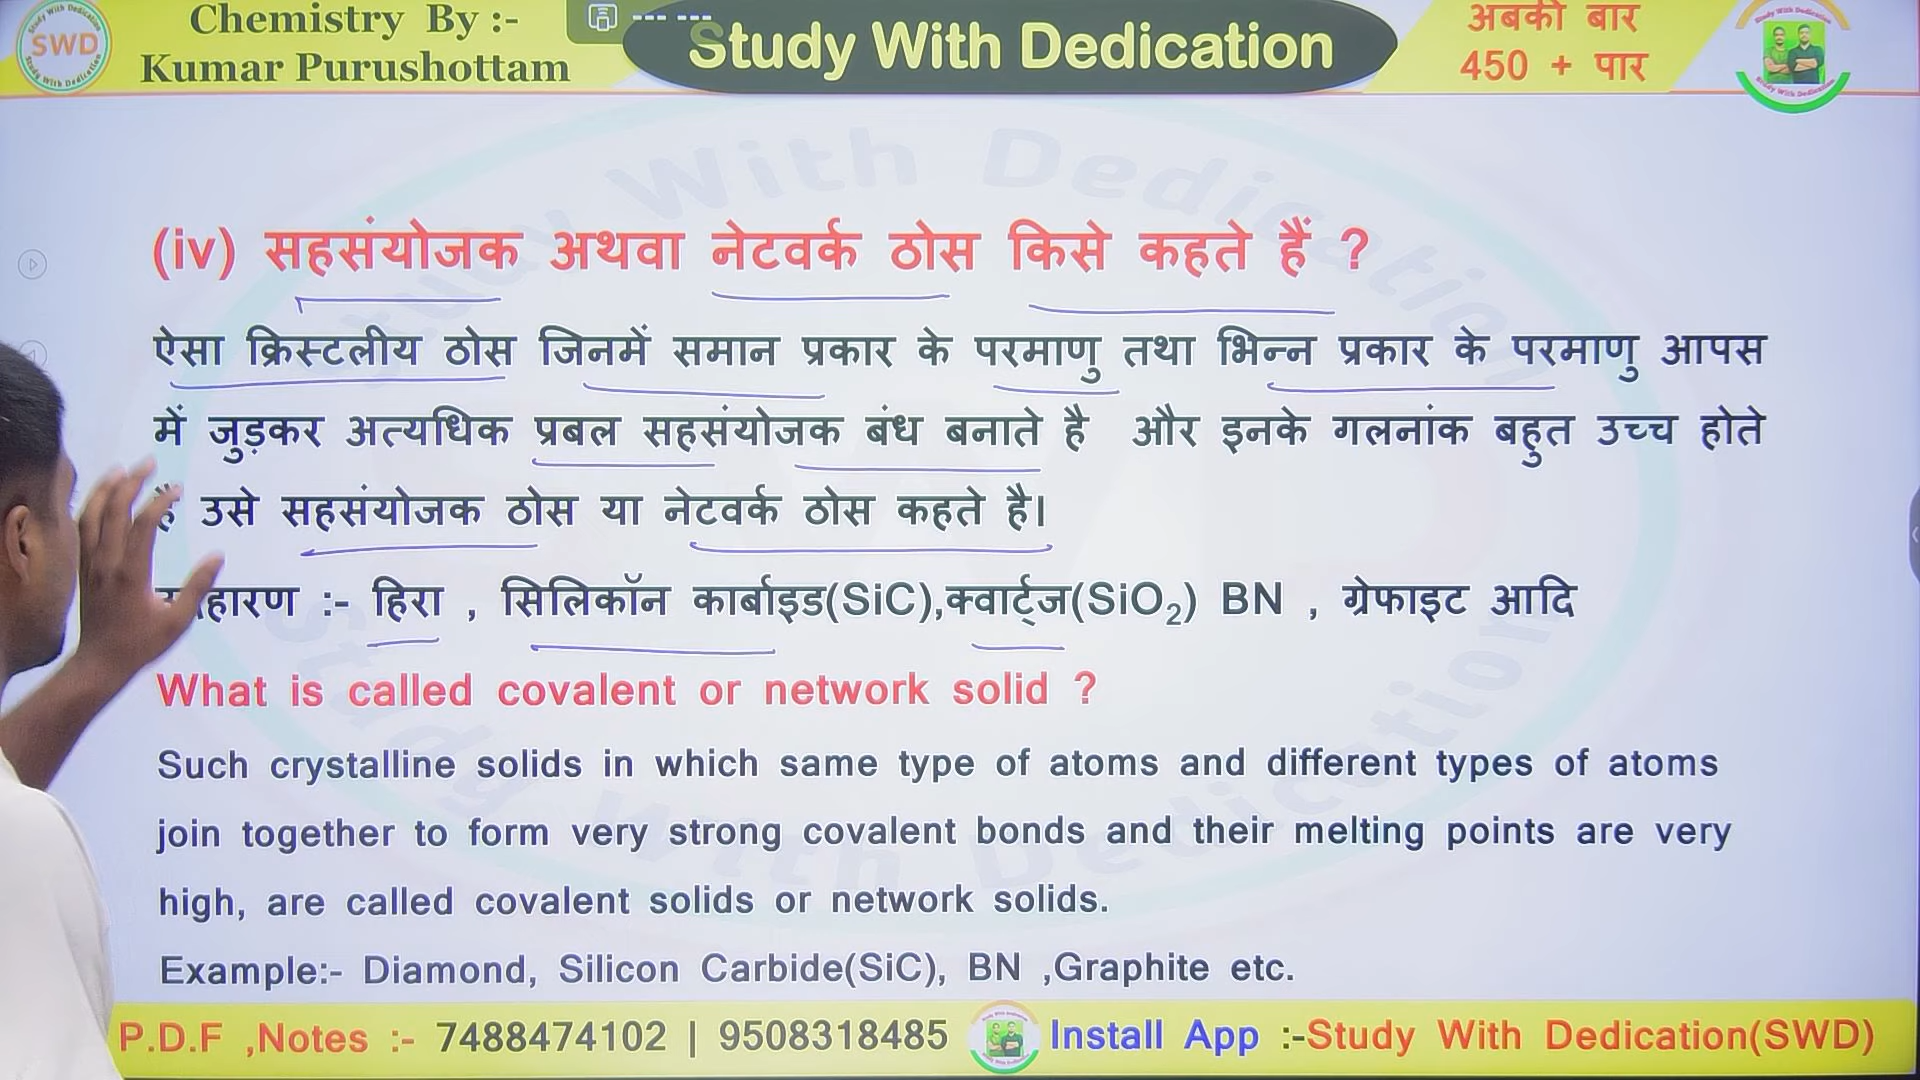 SWD
Chemistry By :-
Kumar Purushottam
Study With Dedication
अबकी बार
450 + पार
(iv) सहसंयोजक अथवा नेटवर्क ठोस किसे कहते हैं ?
ऐसा क्रिस्टलीय ठोस जिनमें समान प्रकार के परमाणु तथा भिन्न प्रकार के परमाणु आपस
में जुड़कर अत्यधिक प्रबल सहसंयोजक बंध बनाते है और इनके गलनांक बहुत उच्च होते
है उसे सहसंयोजक ठोस या नेटवर्क ठोस कहते है।
:- हिरा , सिलिकॉन कार्बाइड(SiC),क्वार्ट्ज(SiO₂) BN , ग्रेफाइट आदि
What is called covalent or network solid ?
Such crystalline solids in which same type of atoms and different types of atoms
join together to form very strong covalent bonds and their melting points are very
high, are called covalent solids or network solids.
Example:- Diamond, Silicon Carbide(SiC), BN ,Graphite etc.
P.D.F ,Notes :- 7488474102 | 9508318485 Install App :-Study With Dedication(SWD)